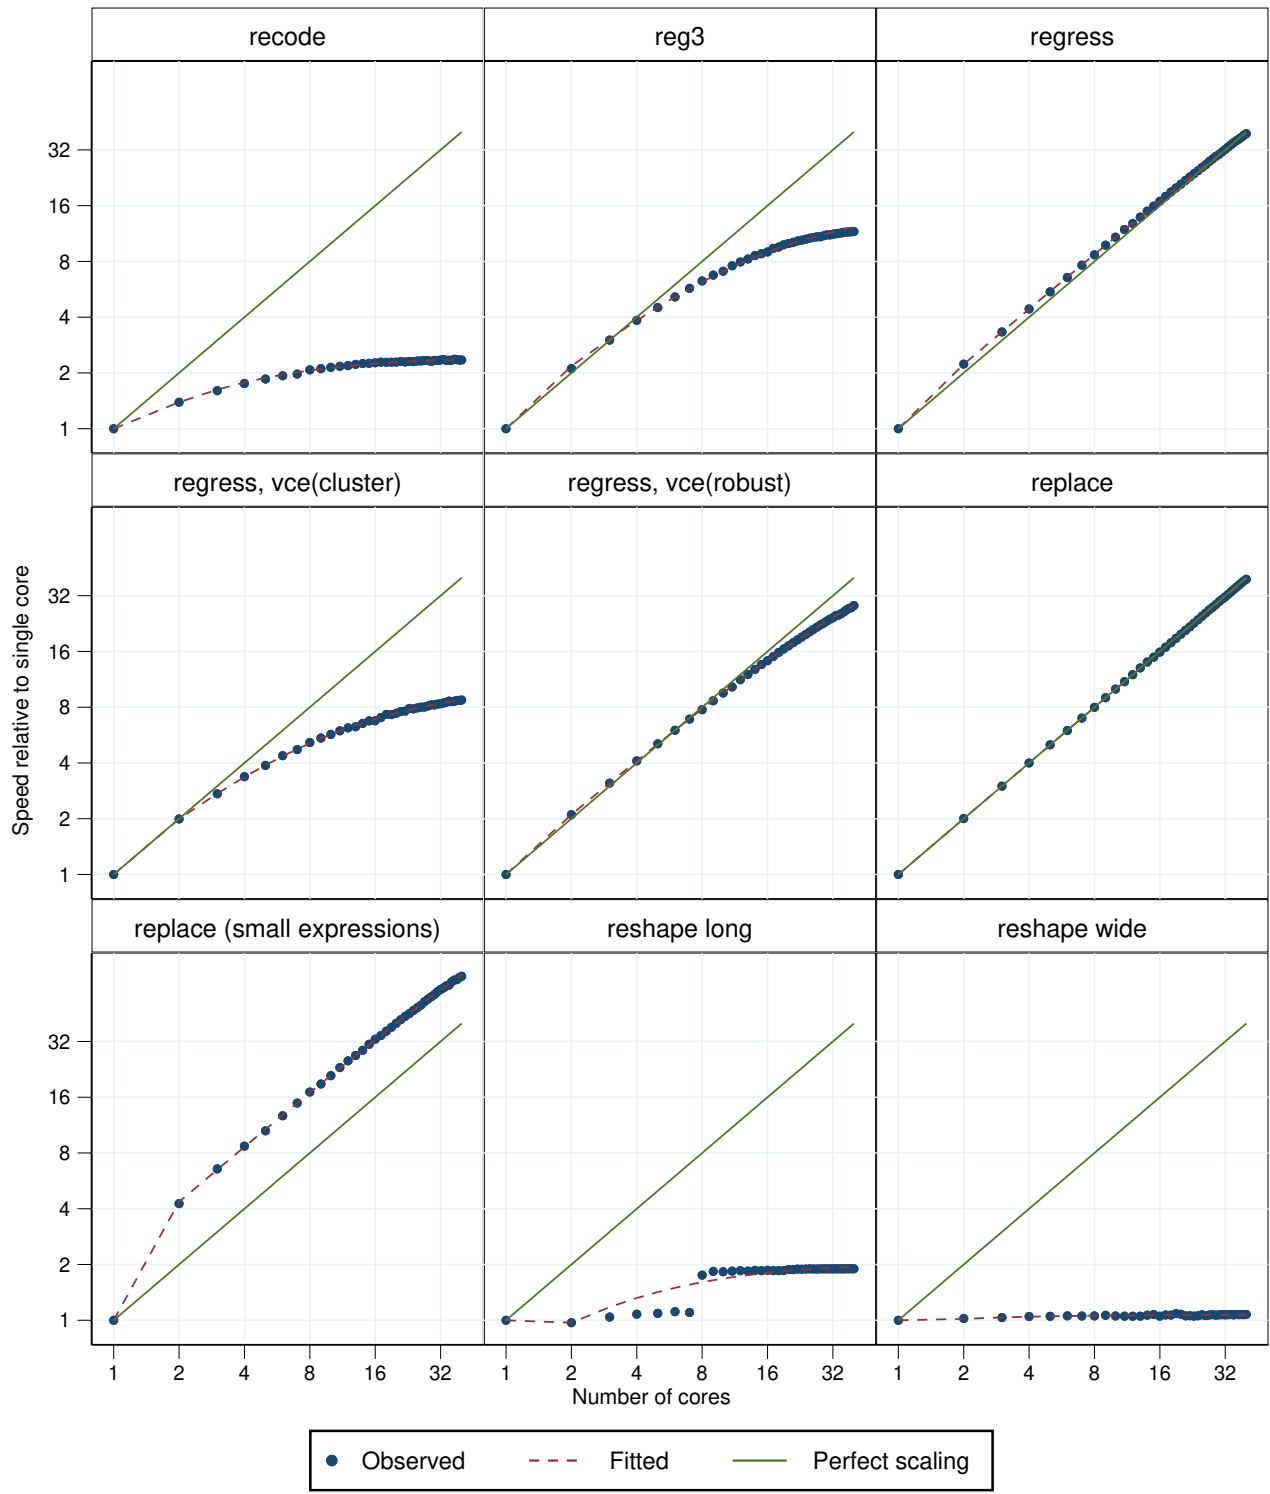 recode
reg3
regress
32
16
8
4
2
1
regress, vce(cluster)
regress, vce(robust)
replace
Speed relative to single core
32
16
8
4
2
1
replace (small expressions)
reshape long
reshape wide
32
16
8
4
2
1
1 2 4 8 16 32
1 2 4 8 16 32
1 2 4 8 16 32
Number of cores
Observed
Fitted
Perfect scaling